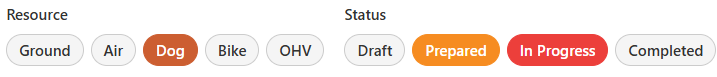 Resource
Status
Ground Air Dog Bike OHV Draft Prepared In Progress Completed